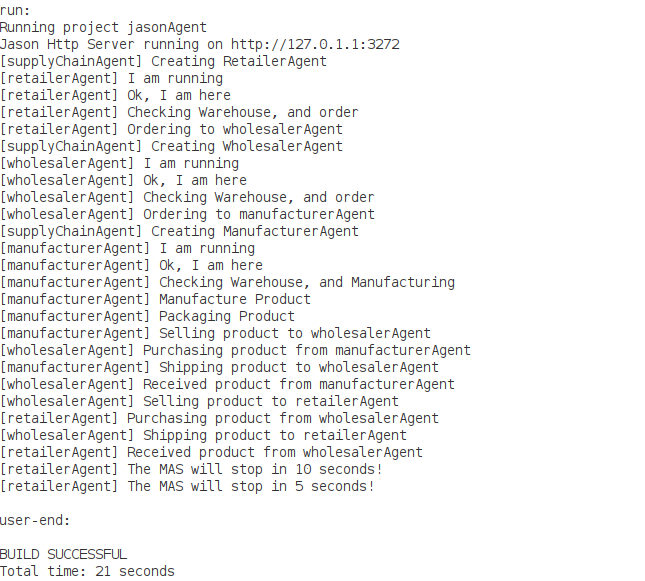 run:
Running project jasonAgent
Jason Http Server running on http://127.0.1.1:3272
[supplyChainAgent] Creating RetailerAgent
[retailerAgent] I am running
[retailerAgent] Ok, I am here
[retailerAgent] Checking Warehouse, and order
[retailerAgent] Ordering to wholesalerAgent
[supplyChainAgent] Creating WholesalerAgent
[wholesalerAgent] I am running
[wholesalerAgent] Ok, I am here
[wholesalerAgent] Checking Warehouse, and order
[wholesalerAgent] Ordering to manufacturerAgent
[supplyChainAgent] Creating ManufacturerAgent
[manufacturerAgent] I am running
[manufacturerAgent] Ok, I am here
[manufacturerAgent] Checking Warehouse, and Manufacturing
[manufacturerAgent] Manufacture Product
[manufacturerAgent] Packaging Product
[manufacturerAgent] Selling product to wholesalerAgent
[wholesalerAgent] Purchasing product from manufacturerAgent
[manufacturerAgent] Shipping product to wholesalerAgent
[wholesalerAgent] Received product from manufacturerAgent
[wholesalerAgent] Selling product to retailerAgent
[retailerAgent] Purchasing product from wholesalerAgent
[wholesalerAgent] Shipping product to retailerAgent
[retailerAgent] Received product from wholesalerAgent
[retailerAgent] The MAS will stop in 10 seconds!
[retailerAgent] The MAS will stop in 5 seconds!
user-end:
BUILD SUCCESSFUL
Total time: 21 seconds